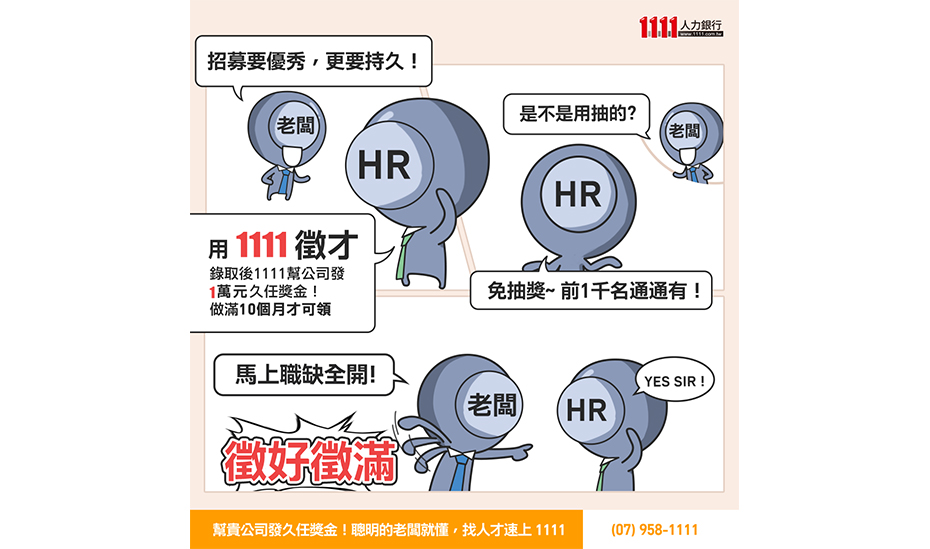 1111 人力銀行
www.1111.com.tw
招募要優秀，更要持久！
老闆
HR
用 1111 徵才
錄取後1111幫公司發
1萬元久任獎金！
做滿10個月才可領
是不是用抽的?
老闆
HR
免抽獎~ 前1千名通通有！
馬上職缺全開!
老闆
HR
YES SIR！
徵好徵滿
幫貴公司發久任獎金！聰明的老闆就懂，找人才速上 1111
(07) 958-1111